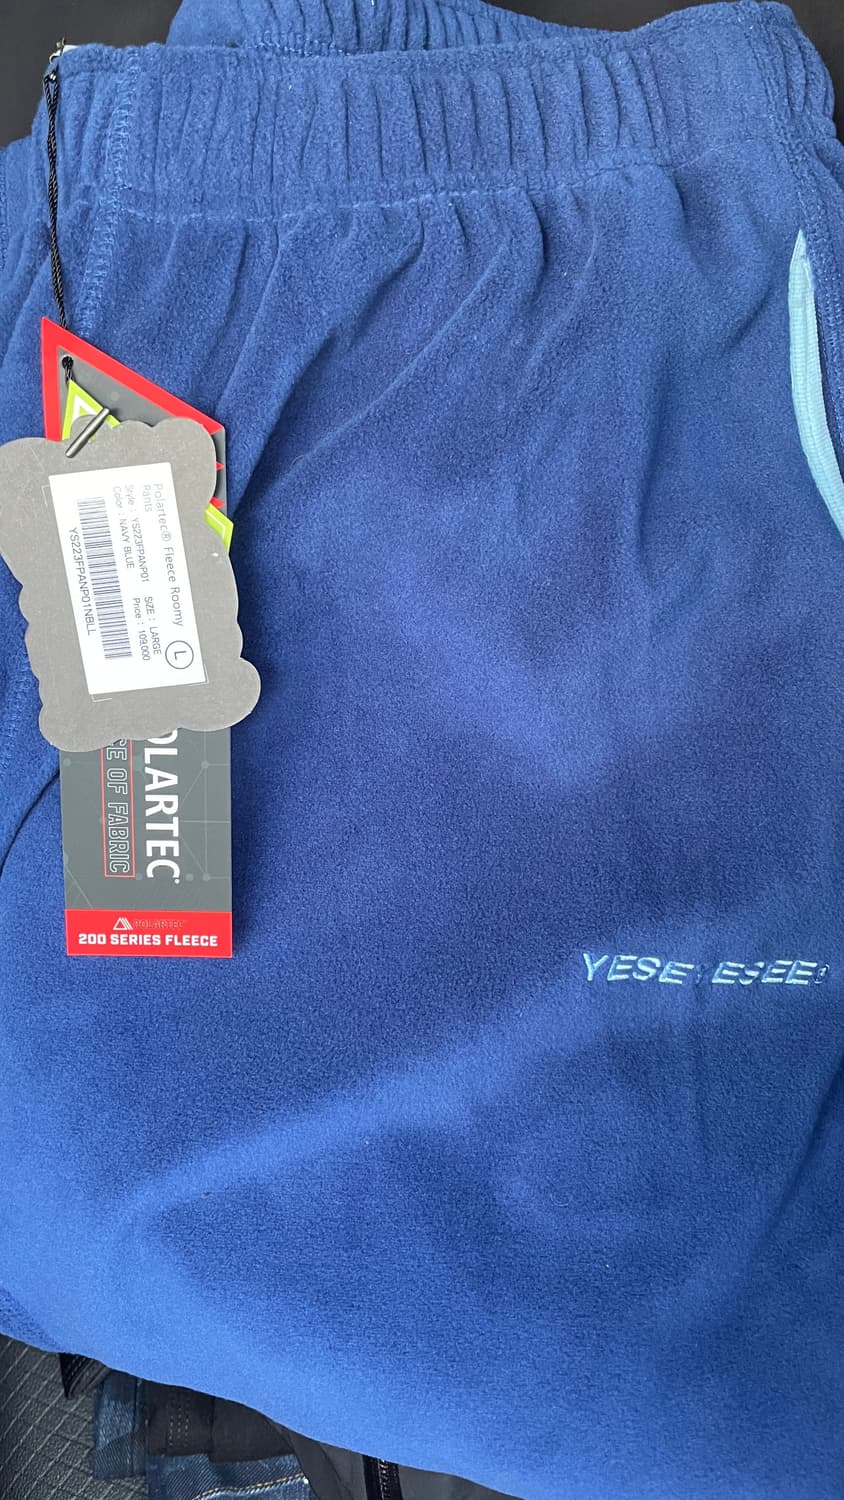 Polartec® Fleece Roomy
Pants
Style : YS223FPANP01 SIZE : LARGE
Color : NAVY BLUE Price : 109,000
L
YS223FPANP01NBLL
OLARTEC
OF FABRIC
POLARTEC
200 SERIES FLEECE
YESEYESEE